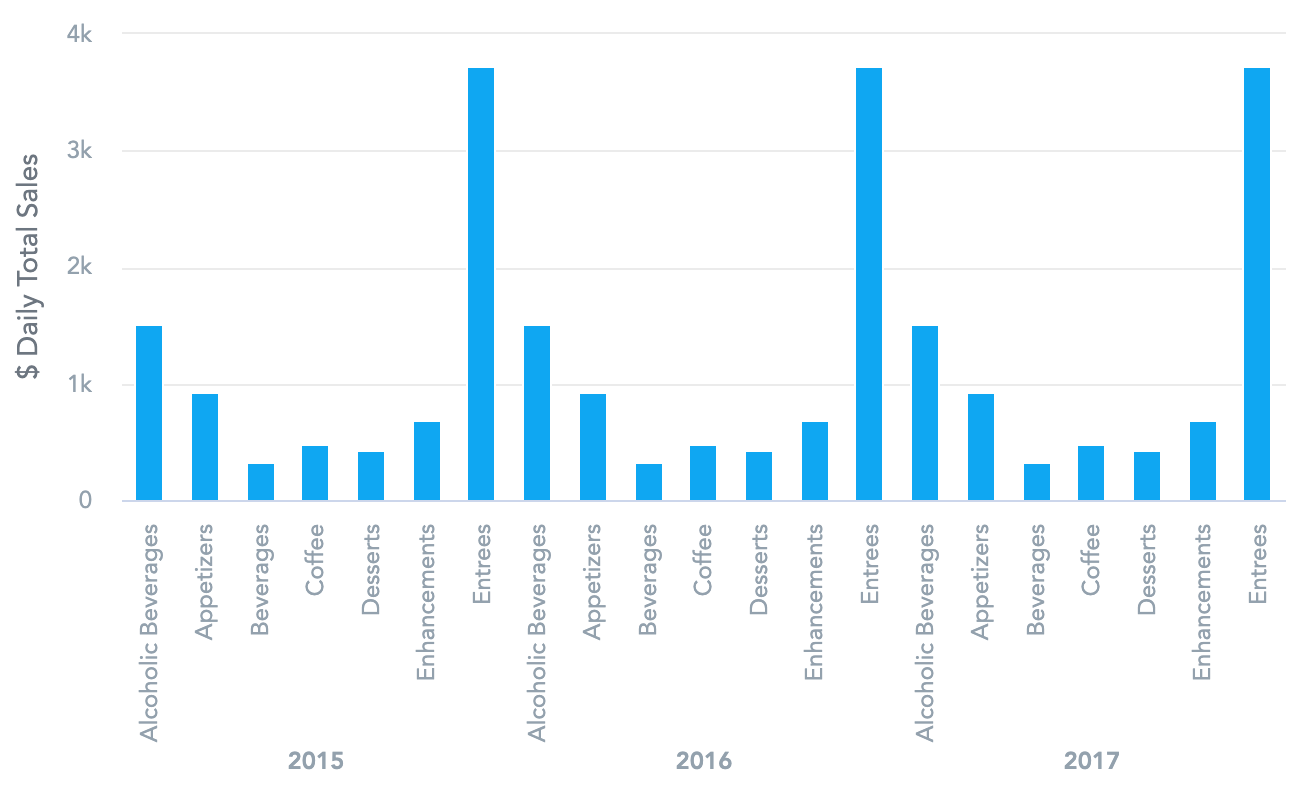 4k
3k
2k
1k
0
$ Daily Total Sales
Alcoholic Beverages
Appetizers
Beverages
Coffee
Desserts
Enhancements
Entrees
Alcoholic Beverages
Appetizers
Beverages
Coffee
Desserts
Enhancements
Entrees
Alcoholic Beverages
Appetizers
Beverages
Coffee
Desserts
Enhancements
Entrees
2015
2016
2017